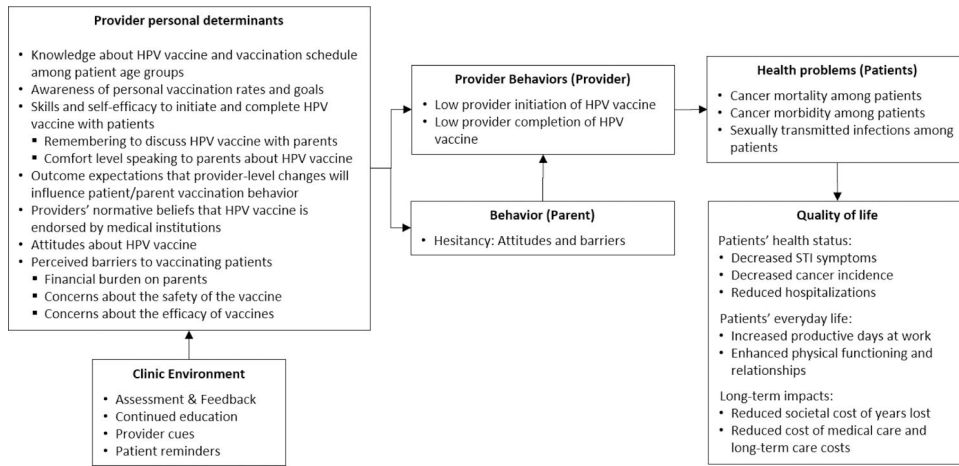 Provider personal determinants
• Knowledge about HPV vaccine and vaccination schedule
among patient age groups
• Awareness of personal vaccination rates and goals
• Skills and self-efficacy to initiate and complete HPV
vaccine with patients
▪ Remembering to discuss HPV vaccine with parents
▪ Comfort level speaking to parents about HPV vaccine
• Outcome expectations that provider-level changes will
influence patient/parent vaccination behavior
• Providers' normative beliefs that HPV vaccine is
endorsed by medical institutions
• Attitudes about HPV vaccine
• Perceived barriers to vaccinating patients
▪ Financial burden on parents
▪ Concerns about the safety of the vaccine
▪ Concerns about the efficacy of vaccines
Clinic Environment
• Assessment & Feedback
• Continued education
• Provider cues
• Patient reminders
Provider Behaviors (Provider)
• Low provider initiation of HPV vaccine
• Low provider completion of HPV
vaccine
Behavior (Parent)
• Hesitancy: Attitudes and barriers
Health problems (Patients)
• Cancer mortality among patients
• Cancer morbidity among patients
• Sexually transmitted infections among
patients
Quality of life
Patients' health status:
• Decreased STI symptoms
• Decreased cancer incidence
• Reduced hospitalizations
Patients' everyday life:
• Increased productive days at work
• Enhanced physical functioning and
relationships
Long-term impacts:
• Reduced societal cost of years lost
• Reduced cost of medical care and
long-term care costs